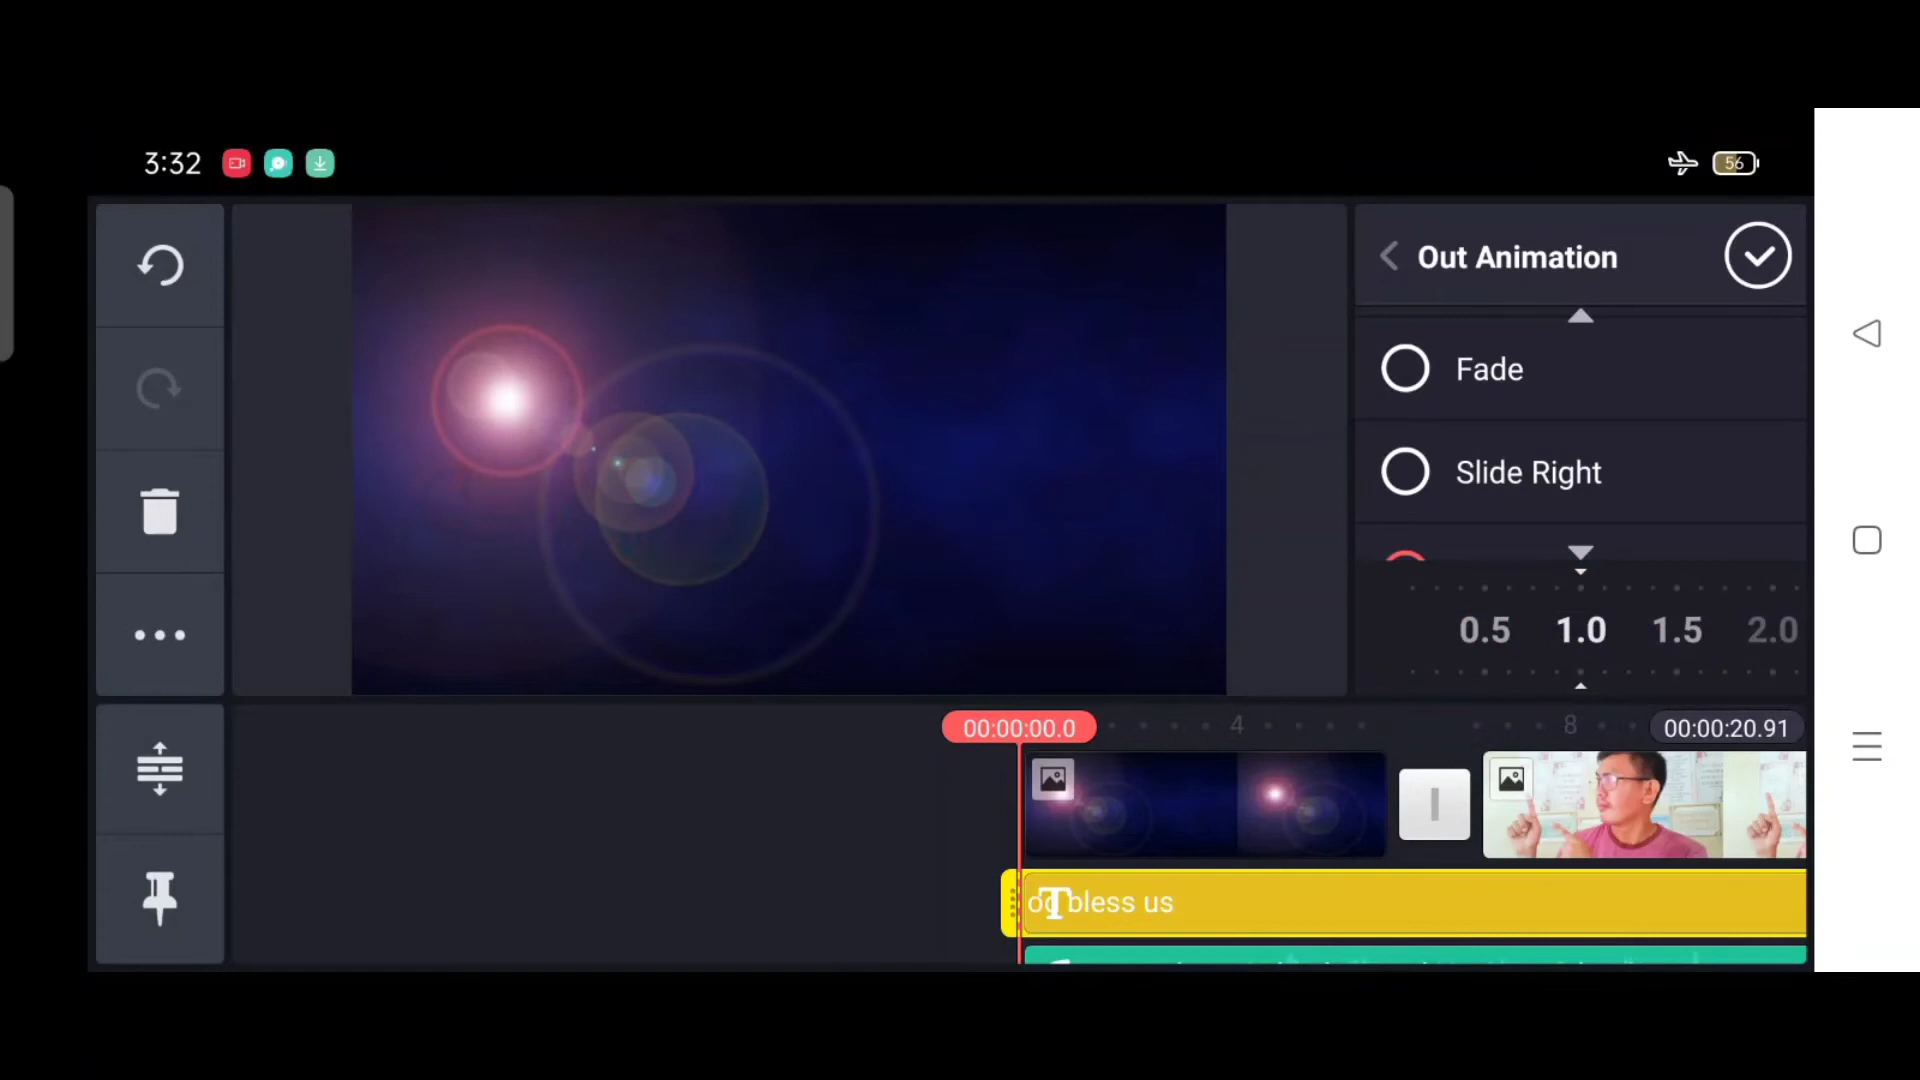 3:32
56
Out Animation
Fade
Slide Right
0.5 1.0 1.5 2.0
00:00:00.0
4
8
00:00:20.91
T
bless us